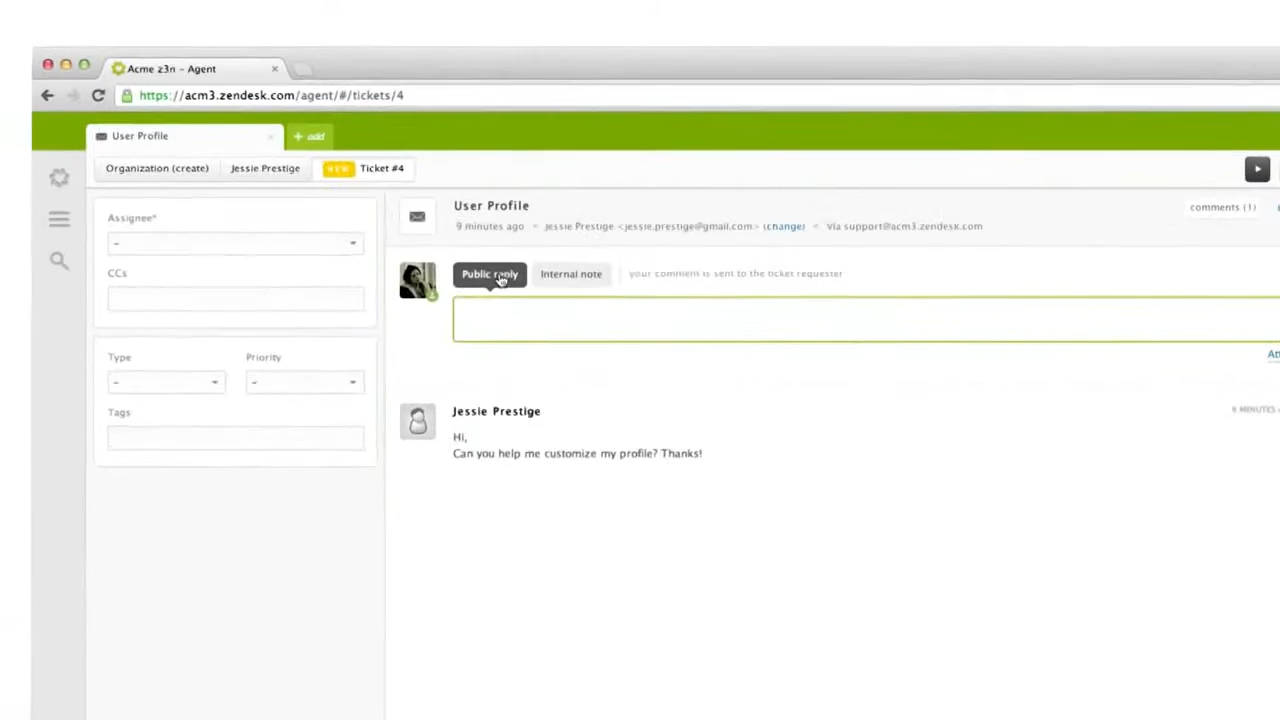 Acme z3n - Agent
https://acm3.zendesk.com/agent/#/tickets/4
User Profile
+ add
Organization (create)
Jessie Prestige
NEW Ticket #4
Assignee*
-
CCs
Type
Priority
-
-
Tags
User Profile
comments (1)
9 minutes ago
Jessie Prestige <jessie.prestige@gmail.com> (change)
Via support@acm3.zendesk.com
Public reply
Internal note
your comment is sent to the ticket requester
Jessie Prestige
MINUTES
Hi,
Can you help me customize my profile? Thanks!